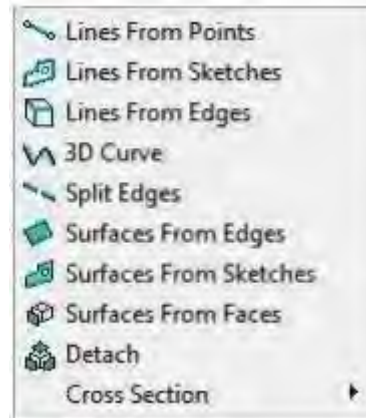 Lines From Points
Lines From Sketches
Lines From Edges
3D Curve
Split Edges
Surfaces From Edges
Surfaces From Sketches
Surfaces From Faces
Detach
Cross Section